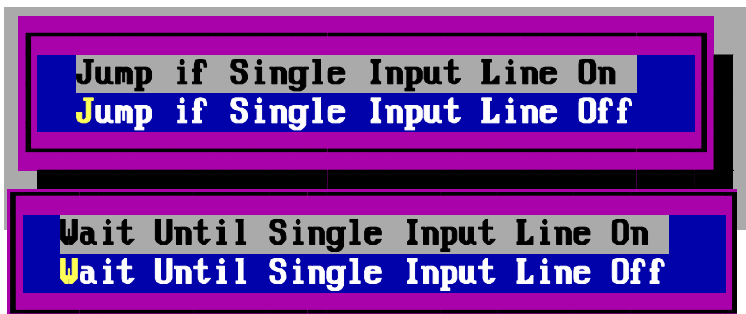 Jump if Single Input Line On
Jump if Single Input Line Off
Wait Until Single Input Line On
Wait Until Single Input Line Off